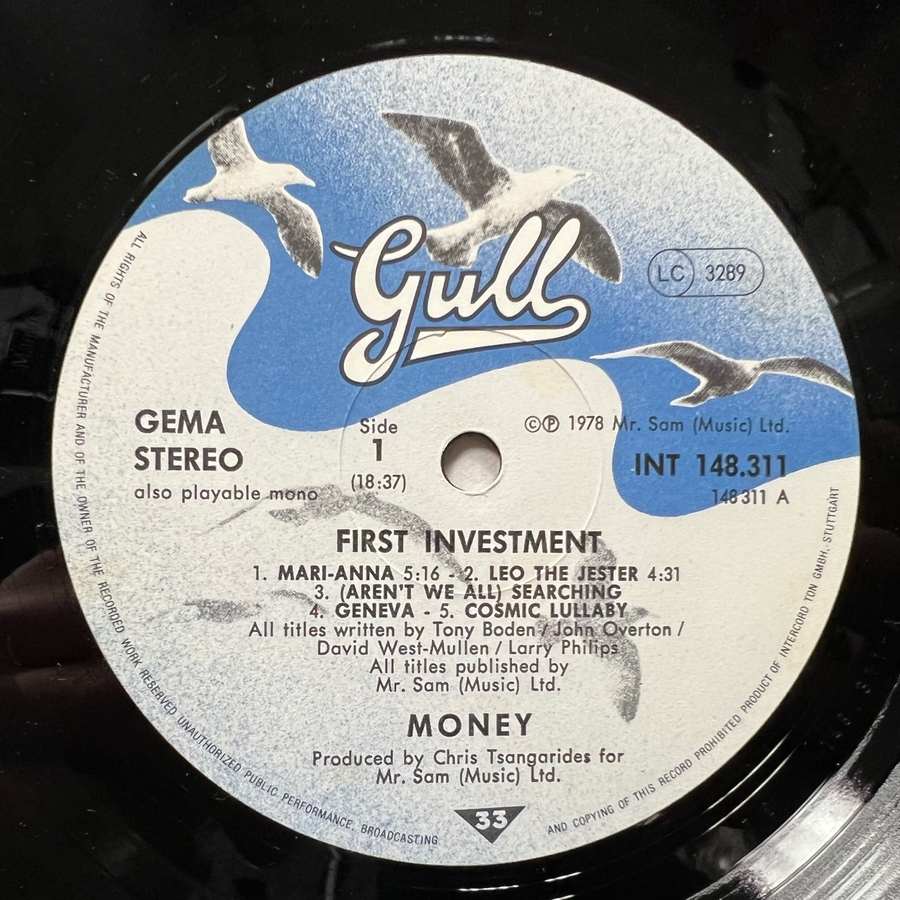 Gull
LC 3289
GEMA
STEREO
also playable mono
Side
1
(18:37)
©℗ 1978 Mr. Sam (Music) Ltd.
INT 148.311
148 311 A
FIRST INVESTMENT
1. MARI-ANNA 5:16 - 2. LEO THE JESTER 4:31
3. (AREN'T WE ALL) SEARCHING
4. GENEVA - 5. COSMIC LULLABY
All titles written by Tony Boden / John Overton /
David West-Mullen / Larry Philips
All titles published by
Mr. Sam (Music) Ltd.
MONEY
Produced by Chris Tsangarides for
Mr. Sam (Music) Ltd.
33
ALL RIGHTS OF THE MANUFACTURER AND OF THE OWNER OF THE RECORDED WORK RESERVED UNAUTHORIZED PUBLIC PERFORMANCE, BROADCASTING
AND COPYING OF THIS RECORD PROHIBITED PRODUCT OF INTERCORD TON GMBH, STUTTGART